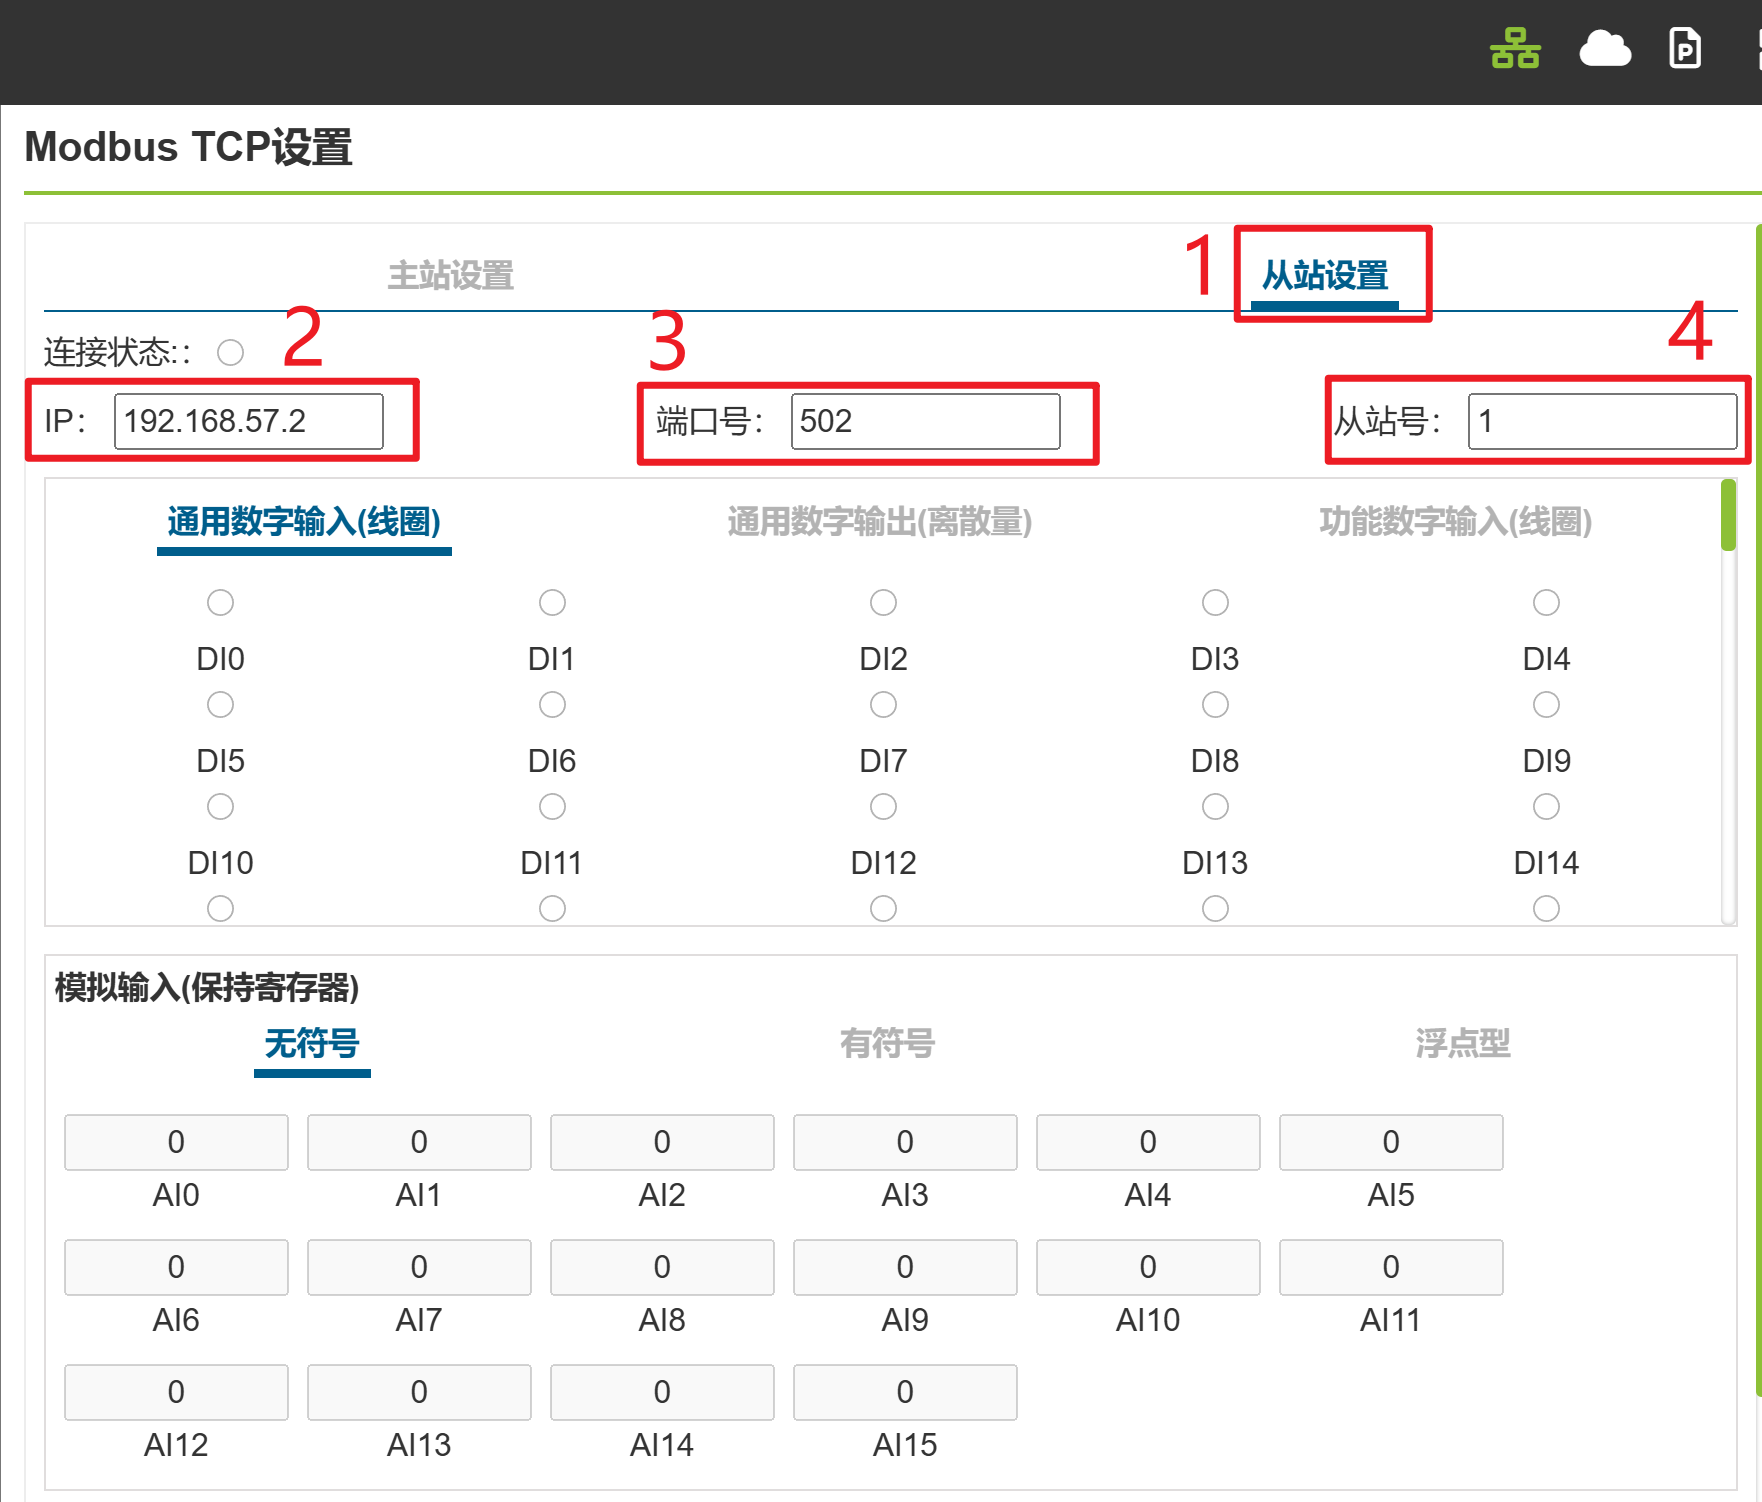 P
Modbus TCP设置
主站设置
1
从站设置
连接状态:：
2
3
4
IP：
192.168.57.2
端口号：
502
从站号：
1
通用数字输入(线圈)
通用数字输出(离散量)
功能数字输入(线圈)
DI0
DI1
DI2
DI3
DI4
DI5
DI6
DI7
DI8
DI9
DI10
DI11
DI12
DI13
DI14
模拟输入(保持寄存器)
无符号
有符号
浮点型
0
0
0
0
0
0
AI0
AI1
AI2
AI3
AI4
AI5
0
0
0
0
0
0
AI6
AI7
AI8
AI9
AI10
AI11
0
0
0
0
AI12
AI13
AI14
AI15